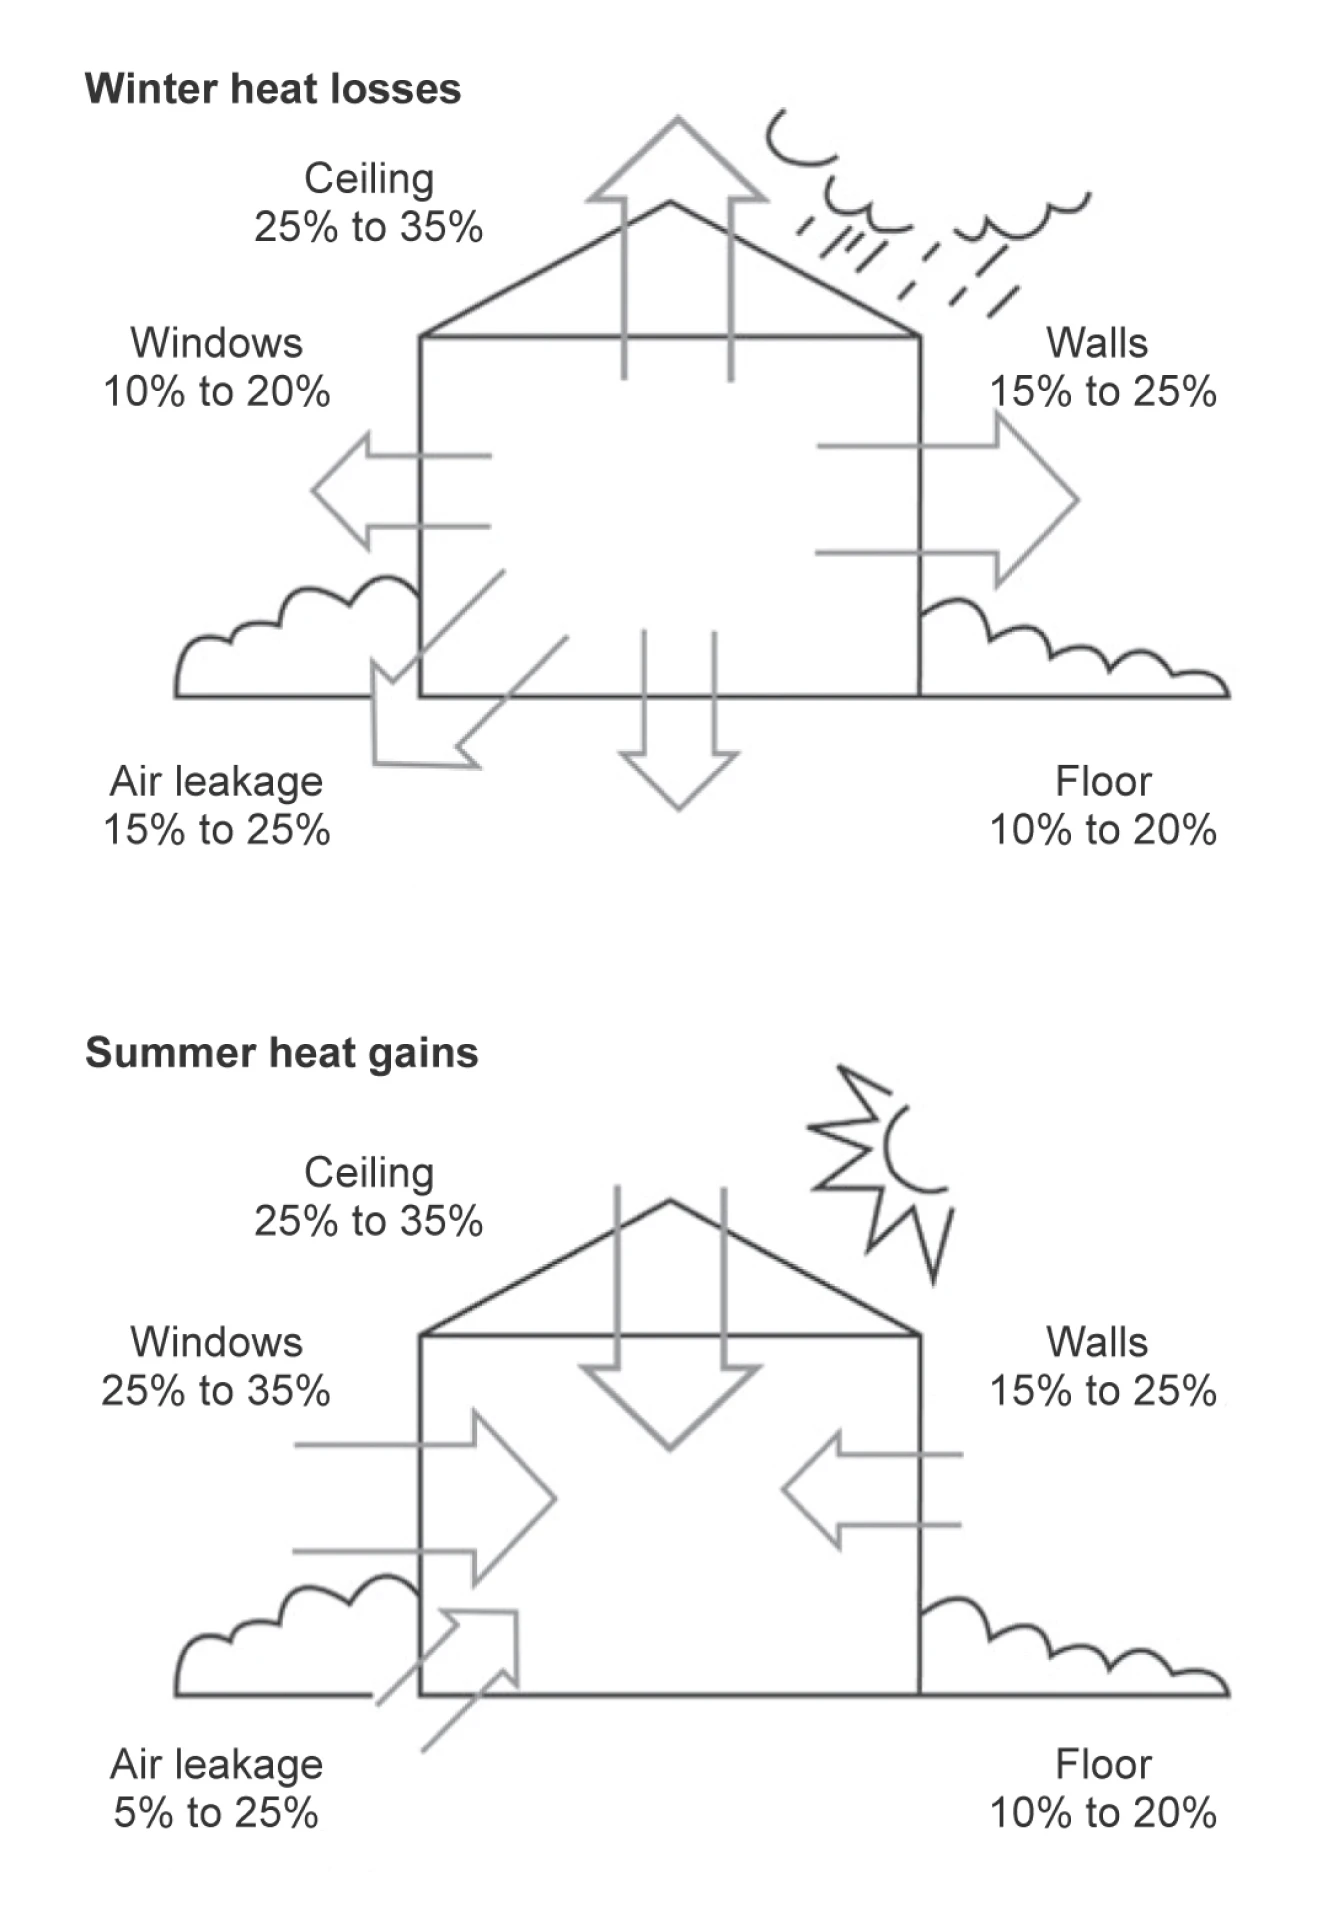 Winter heat losses
Ceiling
25% to 35%
Windows
10% to 20%
Walls
15% to 25%
Air leakage
15% to 25%
Floor
10% to 20%
Summer heat gains
Ceiling
25% to 35%
Windows
25% to 35%
Walls
15% to 25%
Air leakage
5% to 25%
Floor
10% to 20%